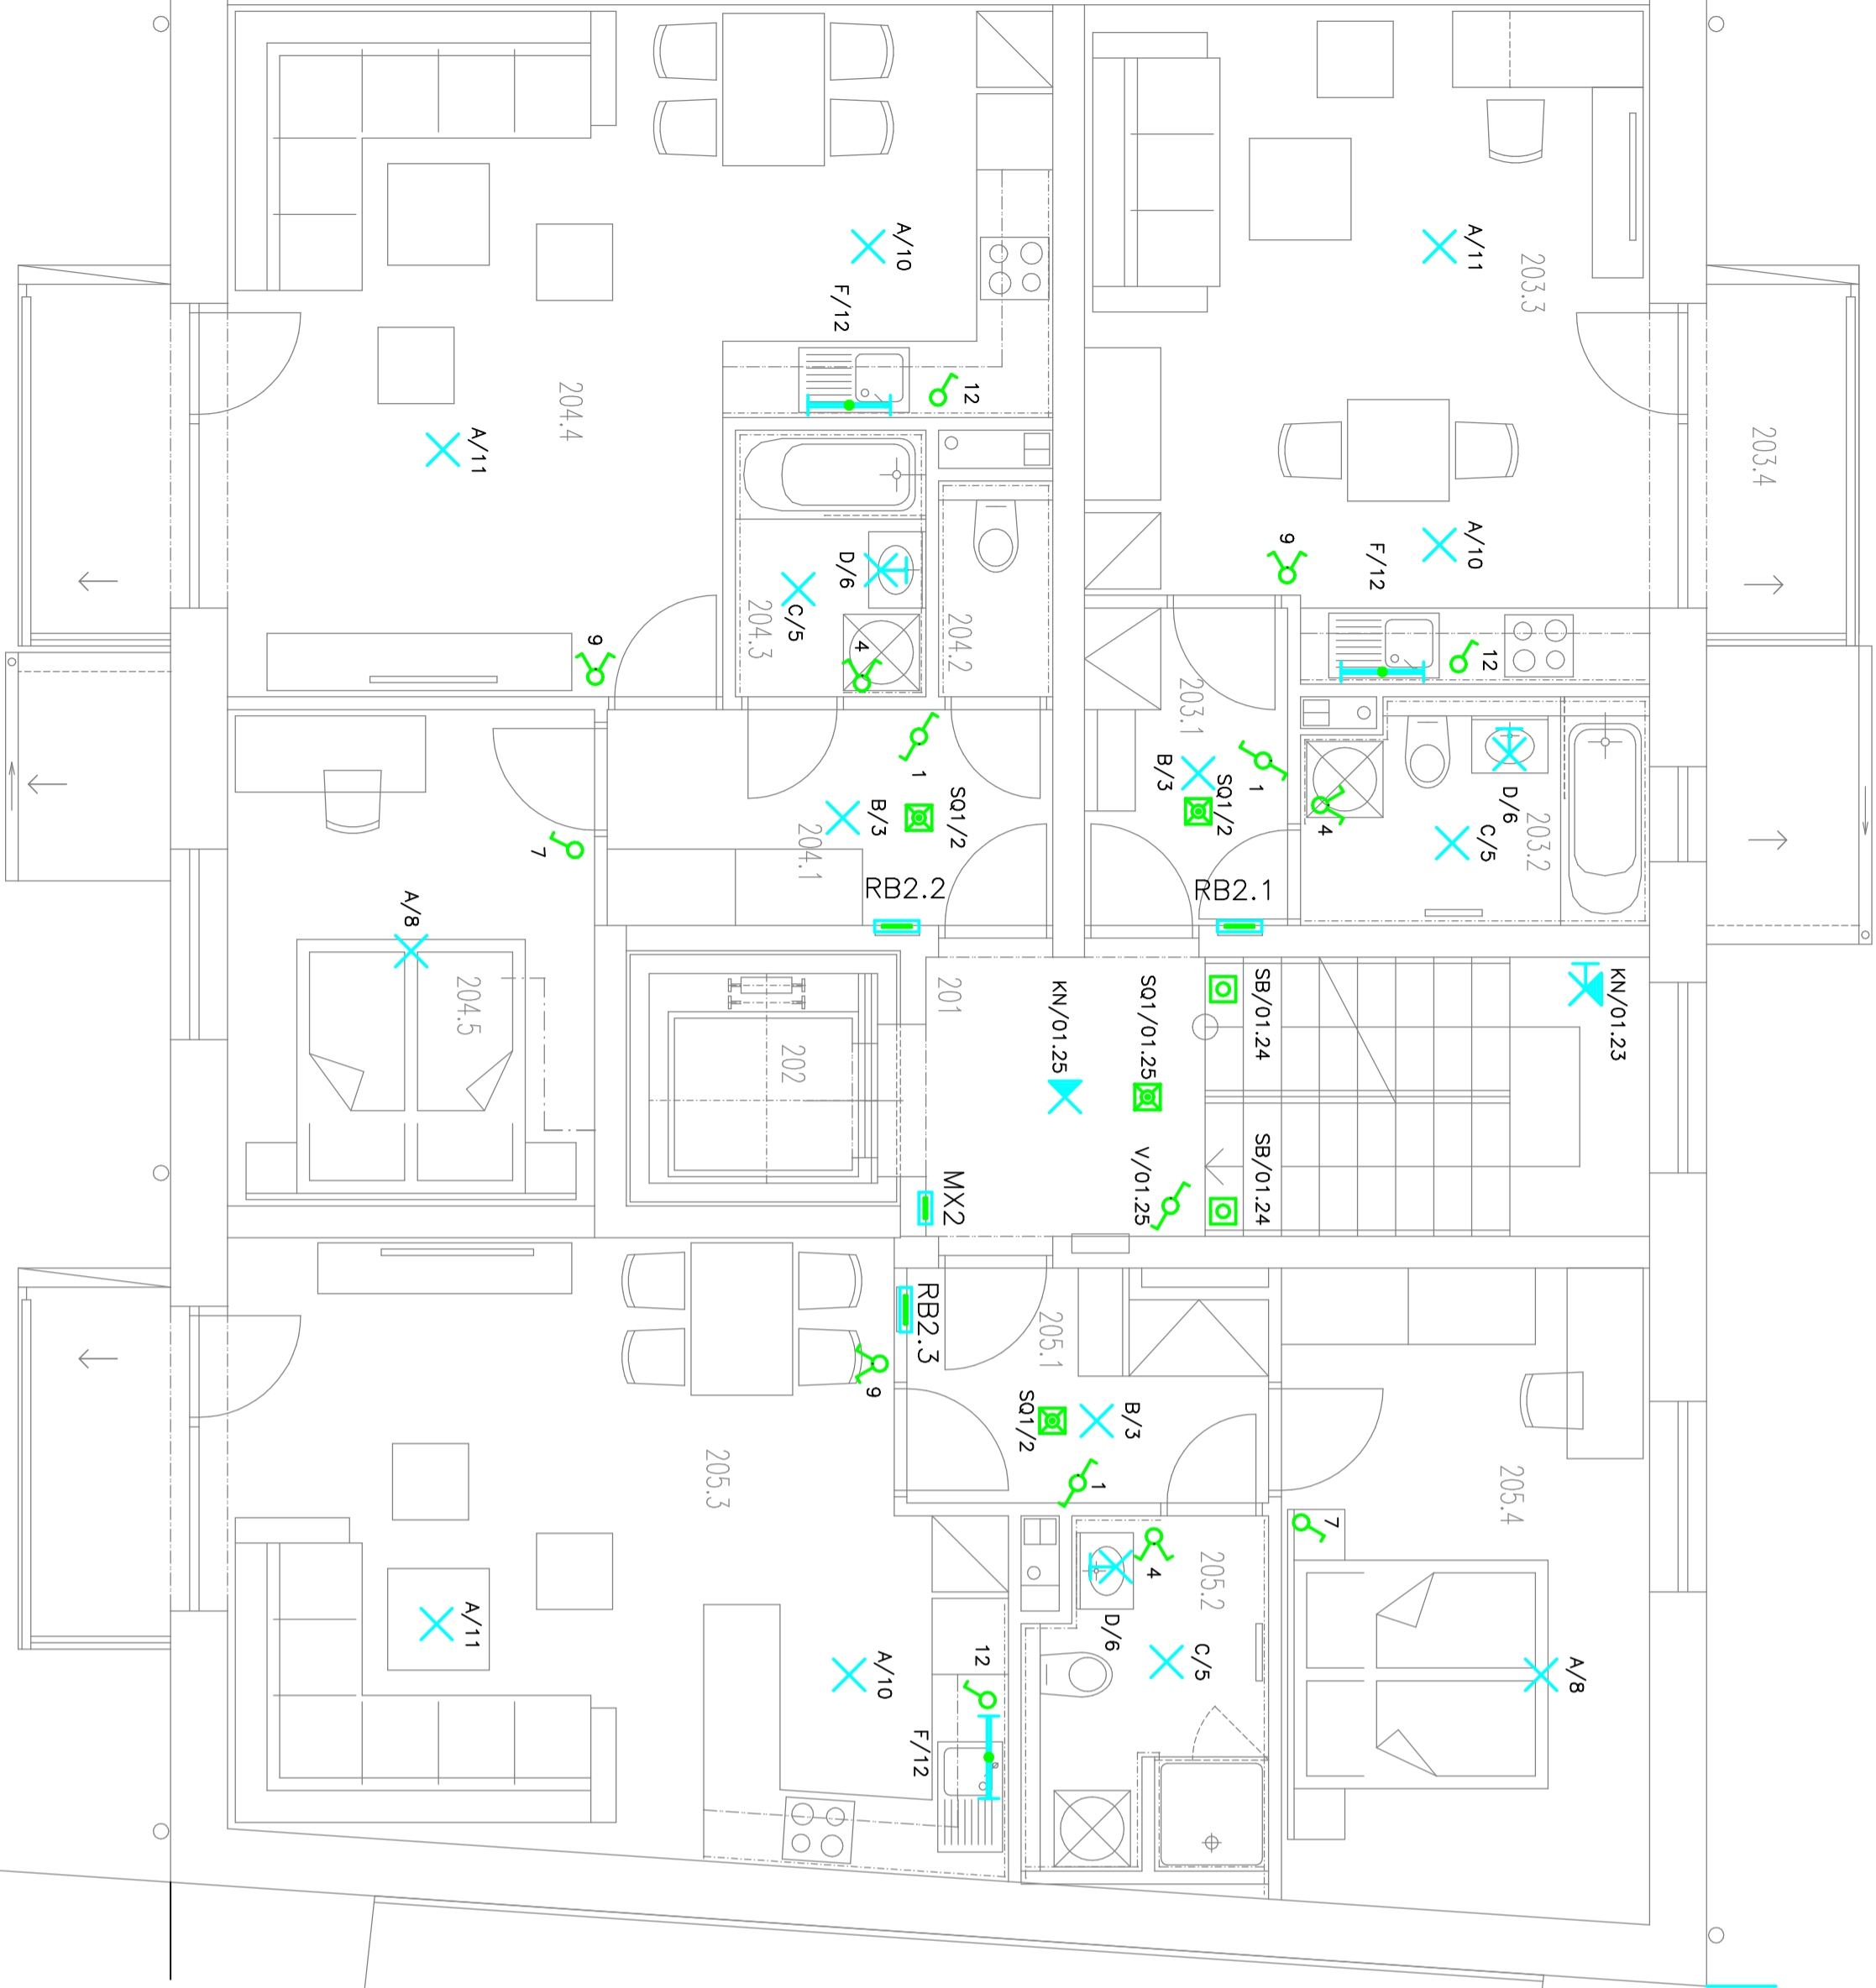 A/11
203.3
A/10
F/12
204.4
A/11
12
203.4
A/10
F/12
9
D/6
C/5
204.3
204.2
9
4
12
203.1
1
B/3
SQ1/2
D/6
C/5
203.2
4
1
SQ1/2
B/3
204.1
7
RB2.2
RB2.1
A/8
204.5
201
202
KN/01.25
SQ1/01.25
SB/01.24
KN/01.23
MX2
V/01.25
SB/01.24
RB2.3
205.1
9
SQ1/2
B/3
1
205.3
205.4
7
4
205.2
D/6
C/5
A/8
A/11
A/10
12
F/12